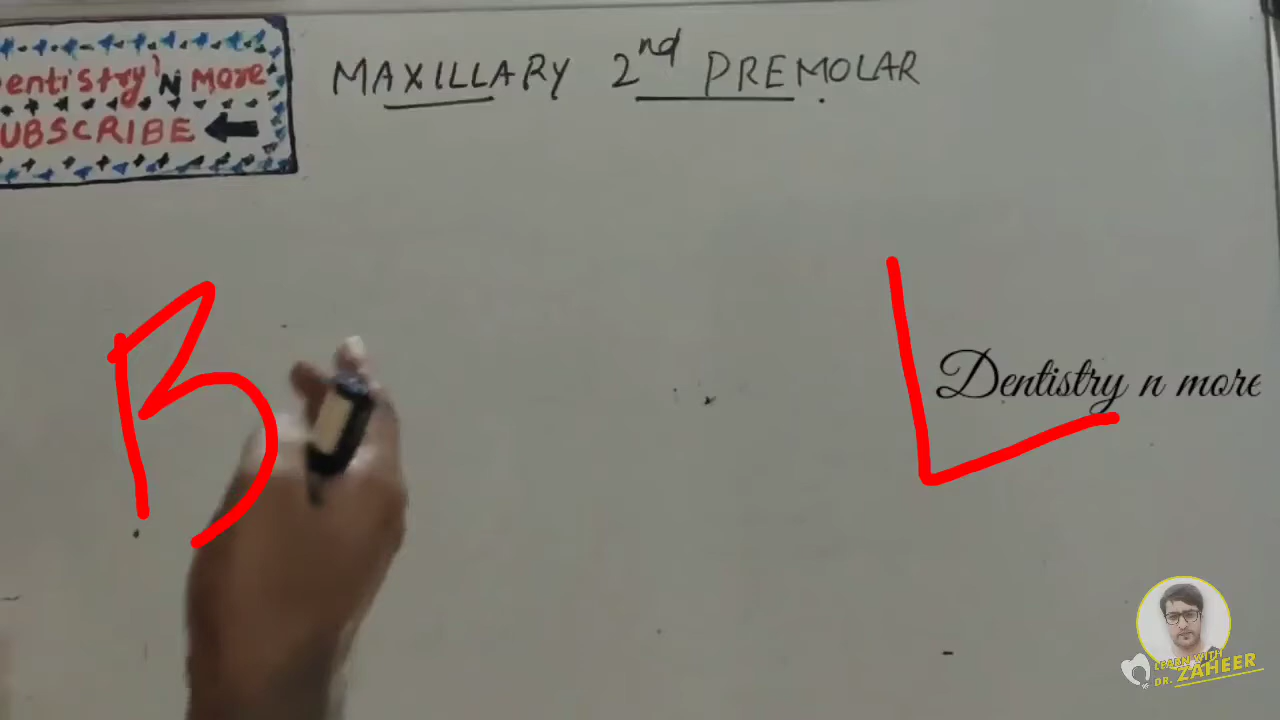 MAXILLARY 2nd PREMOLAR
entistry'N More
UBSCRIBE
B
L
Dentistry n more
LEARN WITH
DR. ZAHEER